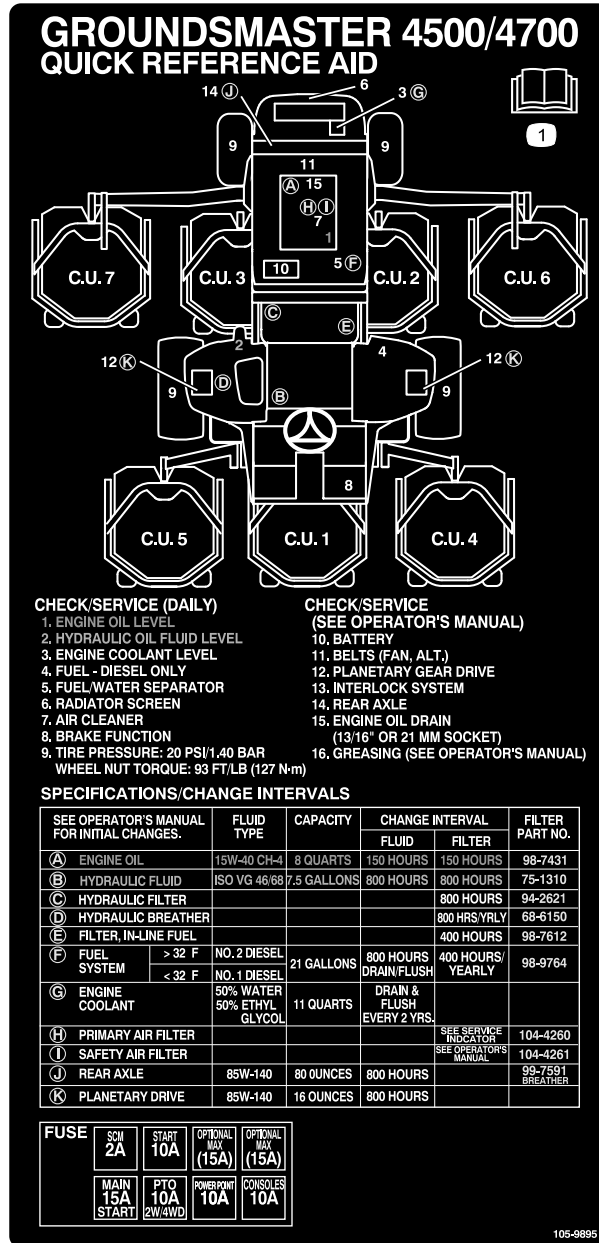 GROUNDSMASTER 4500/4700
QUICK REFERENCE AID
1
14 Ⓙ
6
3 Ⓖ
9
9
11
Ⓐ 15
Ⓗ Ⓘ
7
1
10
5 Ⓕ
C.U. 7
C.U. 3
C.U. 2
C.U. 6
Ⓒ
Ⓔ
2
4
12 Ⓚ
12 Ⓚ
9
Ⓓ
9
Ⓑ
8
C.U. 5
C.U. 1
C.U. 4
CHECK/SERVICE (DAILY)
1. ENGINE OIL LEVEL
2. HYDRAULIC OIL FLUID LEVEL
3. ENGINE COOLANT LEVEL
4. FUEL - DIESEL ONLY
5. FUEL/WATER SEPARATOR
6. RADIATOR SCREEN
7. AIR CLEANER
8. BRAKE FUNCTION
9. TIRE PRESSURE: 20 PSI/1.40 BAR
WHEEL NUT TORQUE: 93 FT/LB (127 N·m)
CHECK/SERVICE
(SEE OPERATOR'S MANUAL)
10. BATTERY
11. BELTS (FAN, ALT.)
12. PLANETARY GEAR DRIVE
13. INTERLOCK SYSTEM
14. REAR AXLE
15. ENGINE OIL DRAIN
(13/16" OR 21 MM SOCKET)
16. GREASING (SEE OPERATOR'S MANUAL)
SPECIFICATIONS/CHANGE INTERVALS
SEE OPERATOR'S MANUAL FOR INITIAL CHANGES. FLUID TYPE CAPACITY CHANGE INTERVAL FILTER PART NO.
FLUID FILTER
Ⓐ ENGINE OIL 15W-40 CH-4 8 QUARTS 150 HOURS 150 HOURS 98-7431
Ⓑ HYDRAULIC FLUID ISO VG 46/68 7.5 GALLONS 800 HOURS 800 HOURS 75-1310
Ⓒ HYDRAULIC FILTER 800 HOURS 94-2621
Ⓓ HYDRAULIC BREATHER 800 HRS/YRLY 68-6150
Ⓔ FILTER, IN-LINE FUEL 400 HOURS 98-7612
Ⓕ FUEL SYSTEM > 32 F NO. 2 DIESEL 21 GALLONS 800 HOURS DRAIN/FLUSH 400 HOURS/ YEARLY 98-9764
< 32 F NO. 1 DIESEL
Ⓖ ENGINE COOLANT 50% WATER 50% ETHYL GLYCOL 11 QUARTS DRAIN & FLUSH EVERY 2 YRS.
Ⓗ PRIMARY AIR FILTER SEE SERVICE INDCATOR 104-4260
Ⓘ SAFETY AIR FILTER SEE OPERATOR'S MANUAL 104-4261
Ⓙ REAR AXLE 85W-140 80 OUNCES 800 HOURS 99-7591 BREATHER
Ⓚ PLANETARY DRIVE 85W-140 16 OUNCES 800 HOURS
FUSE
SCM 2A
START 10A
OPTIONAL MAX (15A)
OPTIONAL MAX (15A)
MAIN 15A START
PTO 10A 2W/4WD
POWER POINT 10A
CONSOLES 10A
105-9895